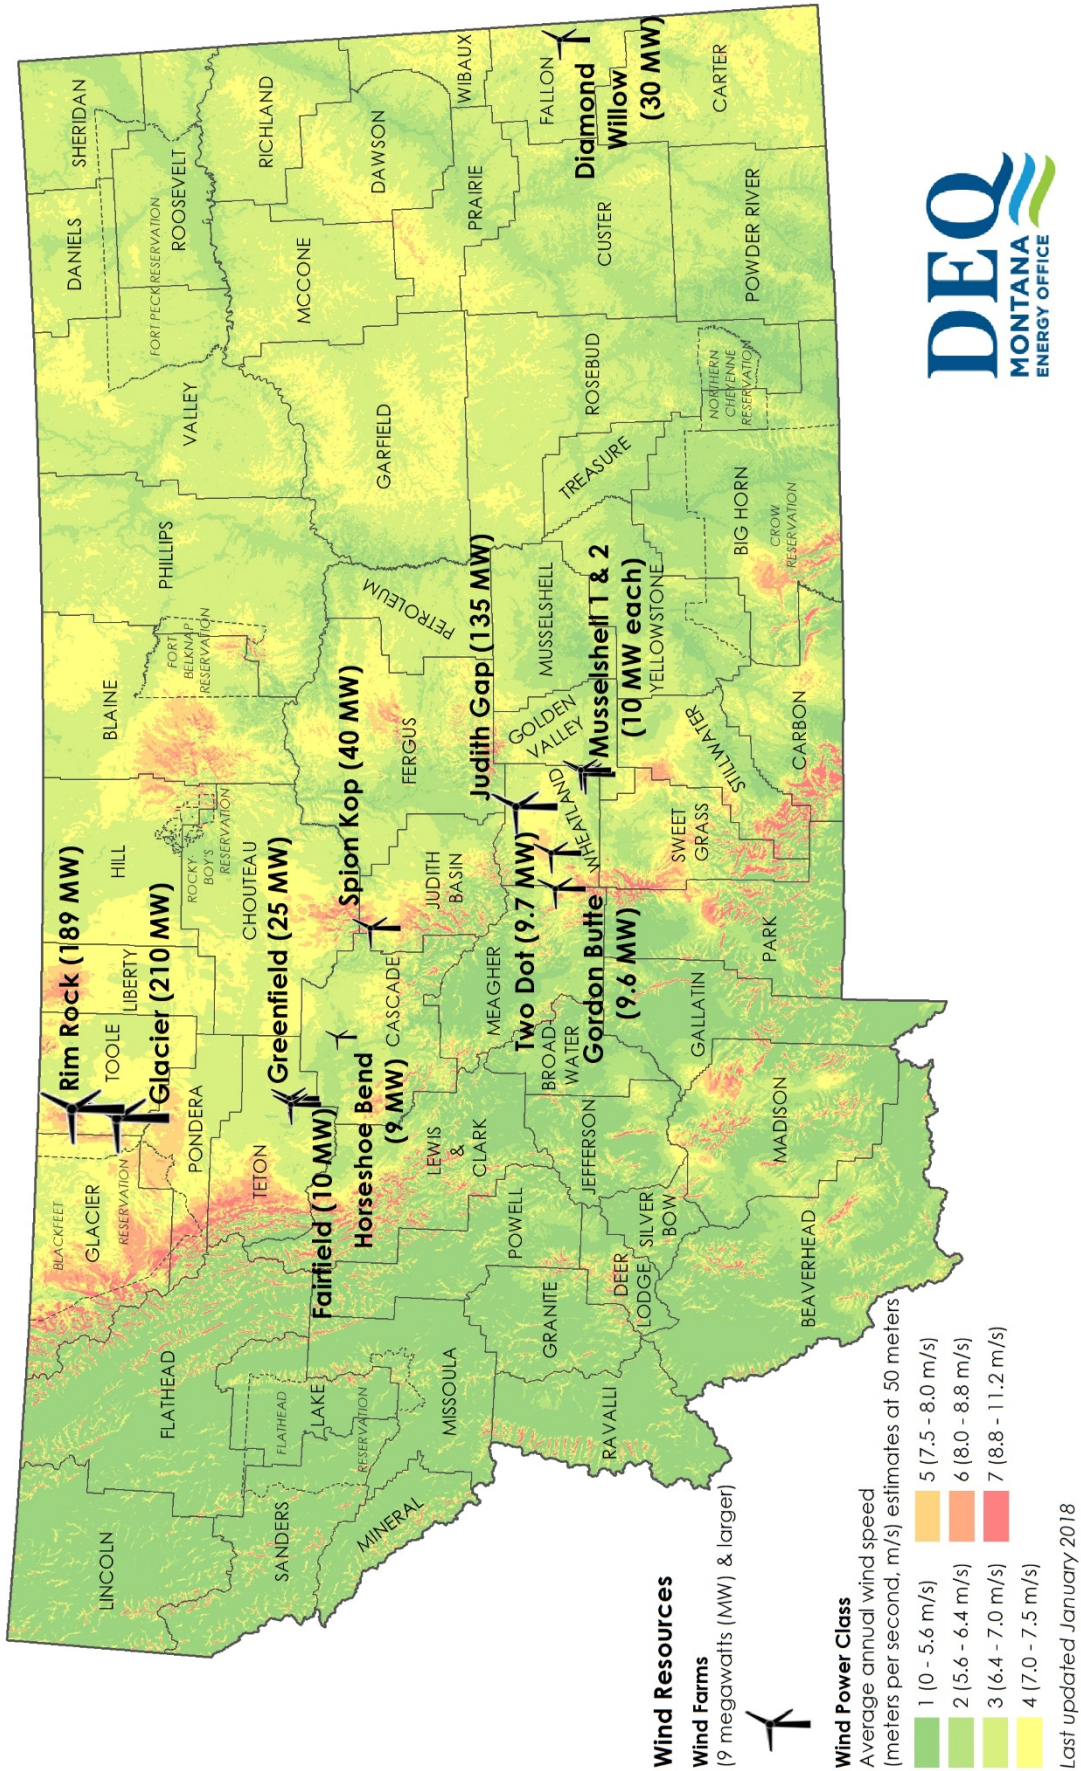 LINCOLN
FLATHEAD
SANDERS
FLATHEAD
LAKE
RESERVATION
MINERAL
MISSOULA
RAVALLI
GRANITE
POWELL
DEER
LODGE
SILVER
BOW
BEAVERHEAD
MADISON
JEFFERSON
BLACKFEET
GLACIER
RESERVATION
PONDERA
TETON
LEWIS
&
CLARK
Rim Rock (189 MW)
TOOLE
LIBERTY
Glacier (210 MW)
Greenfield (25 MW)
Fairfield (10 MW)
Horseshoe Bend
(9 MW)
CASCADE
HILL
ROCKY
BOY'S
RESERVATION
CHOUTEAU
Spion Kop (40 MW)
JUDITH
BASIN
MEAGHER
BROAD-
WATER
GALLATIN
PARK
Judith Gap (135 MW)
Two Dot (9.7 MW)
Gordon Butte
(9.6 MW)
WHEATLAND
SWEET
GRASS
BLAINE
FORT
BELKNAP
RESERVATION
PHILLIPS
FERGUS
PETROLEUM
GOLDEN
VALLEY
MUSSELSHELL
Musselshell 1 & 2
(10 MW each)
YELLOWSTONE
STILLWATER
CARBON
BIG HORN
CROW
RESERVATION
TREASURE
ROSEBUD
NORTHERN
CHEYENNE
RESERVATION
VALLEY
GARFIELD
DANIELS
SHERIDAN
FORT PECK RESERVATION
ROOSEVELT
RICHLAND
MCCONE
DAWSON
WIBAUX
PRAIRIE
CUSTER
FALLON
Diamond
Willow
(30 MW)
CARTER
POWDER RIVER
Wind Resources
Wind Farms
(9 megawatts (MW) & larger)
Wind Power Class
Average annual wind speed
(meters per second, m/s) estimates at 50 meters
1 (0 - 5.6 m/s)
2 (5.6 - 6.4 m/s)
3 (6.4 - 7.0 m/s)
4 (7.0 - 7.5 m/s)
5 (7.5 - 8.0 m/s)
6 (8.0 - 8.8 m/s)
7 (8.8 - 11.2 m/s)
Last updated January 2018
DEQ
MONTANA
ENERGY OFFICE